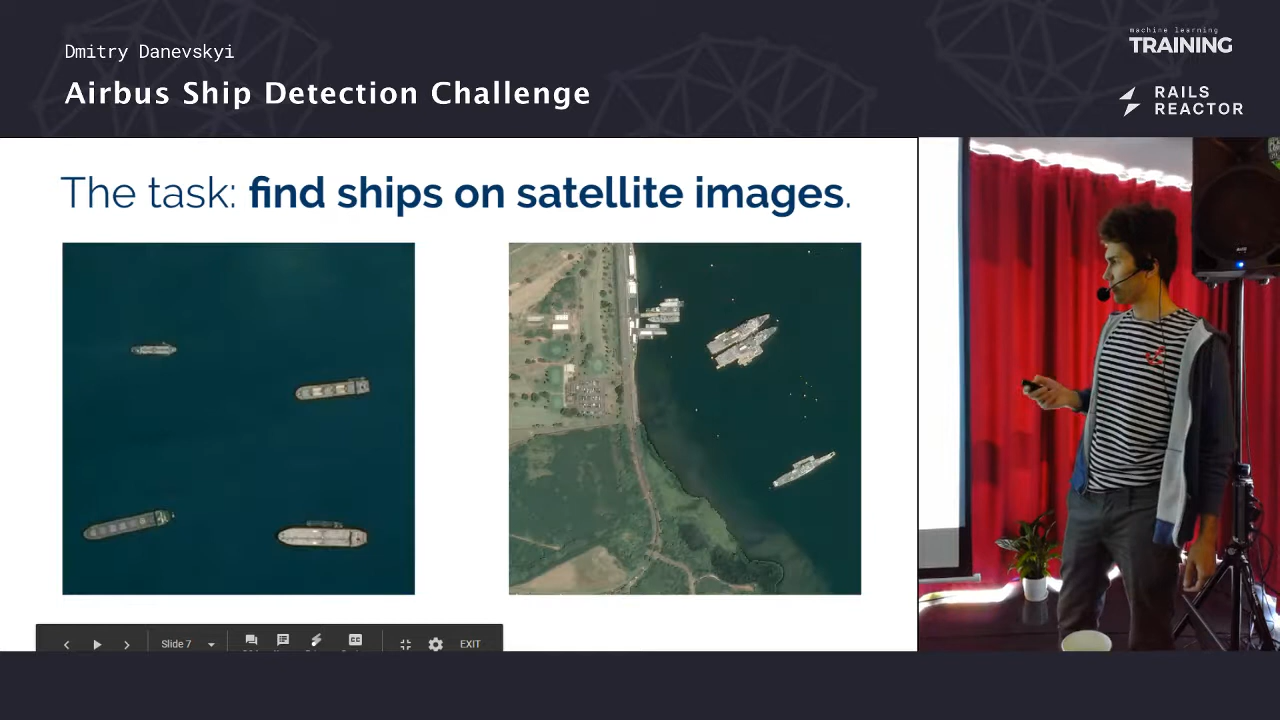 Dmitry Danevskyi
Airbus Ship Detection Challenge
machine learning
TRAINING
RAILS
REACTOR
The task: find ships on satellite images.
Slide 7
EXIT